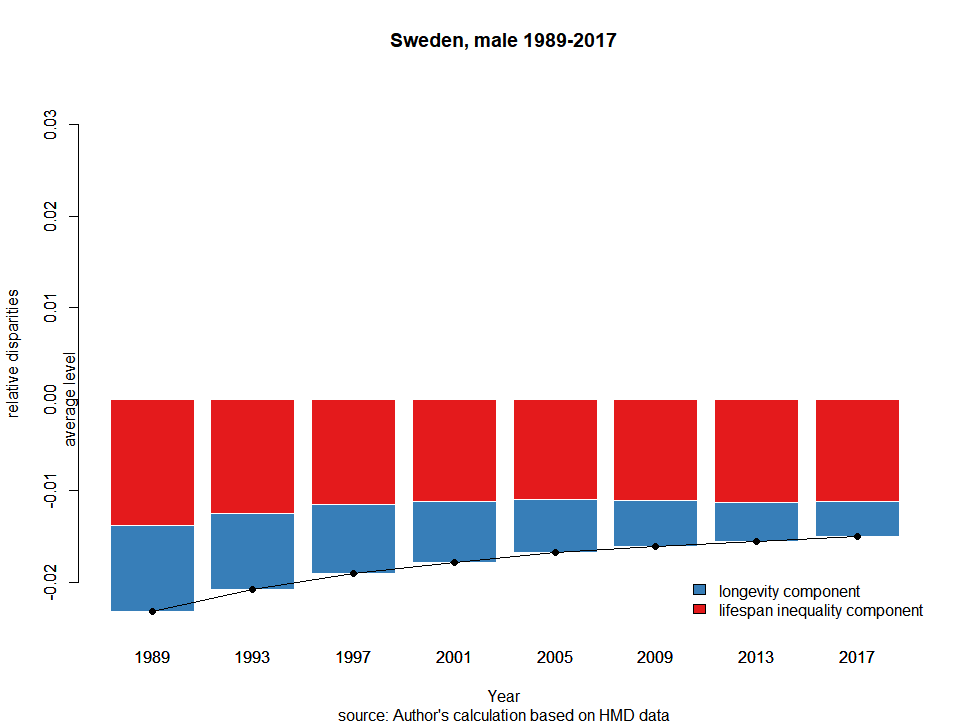 Sweden, male 1989-2017
0.03
0.02
0.01
0.00
-0.01
-0.02
relative disparities
average level
longevity component
lifespan inequality component
1989 1993 1997 2001 2005 2009 2013 2017
Year
source: Author's calculation based on HMD data